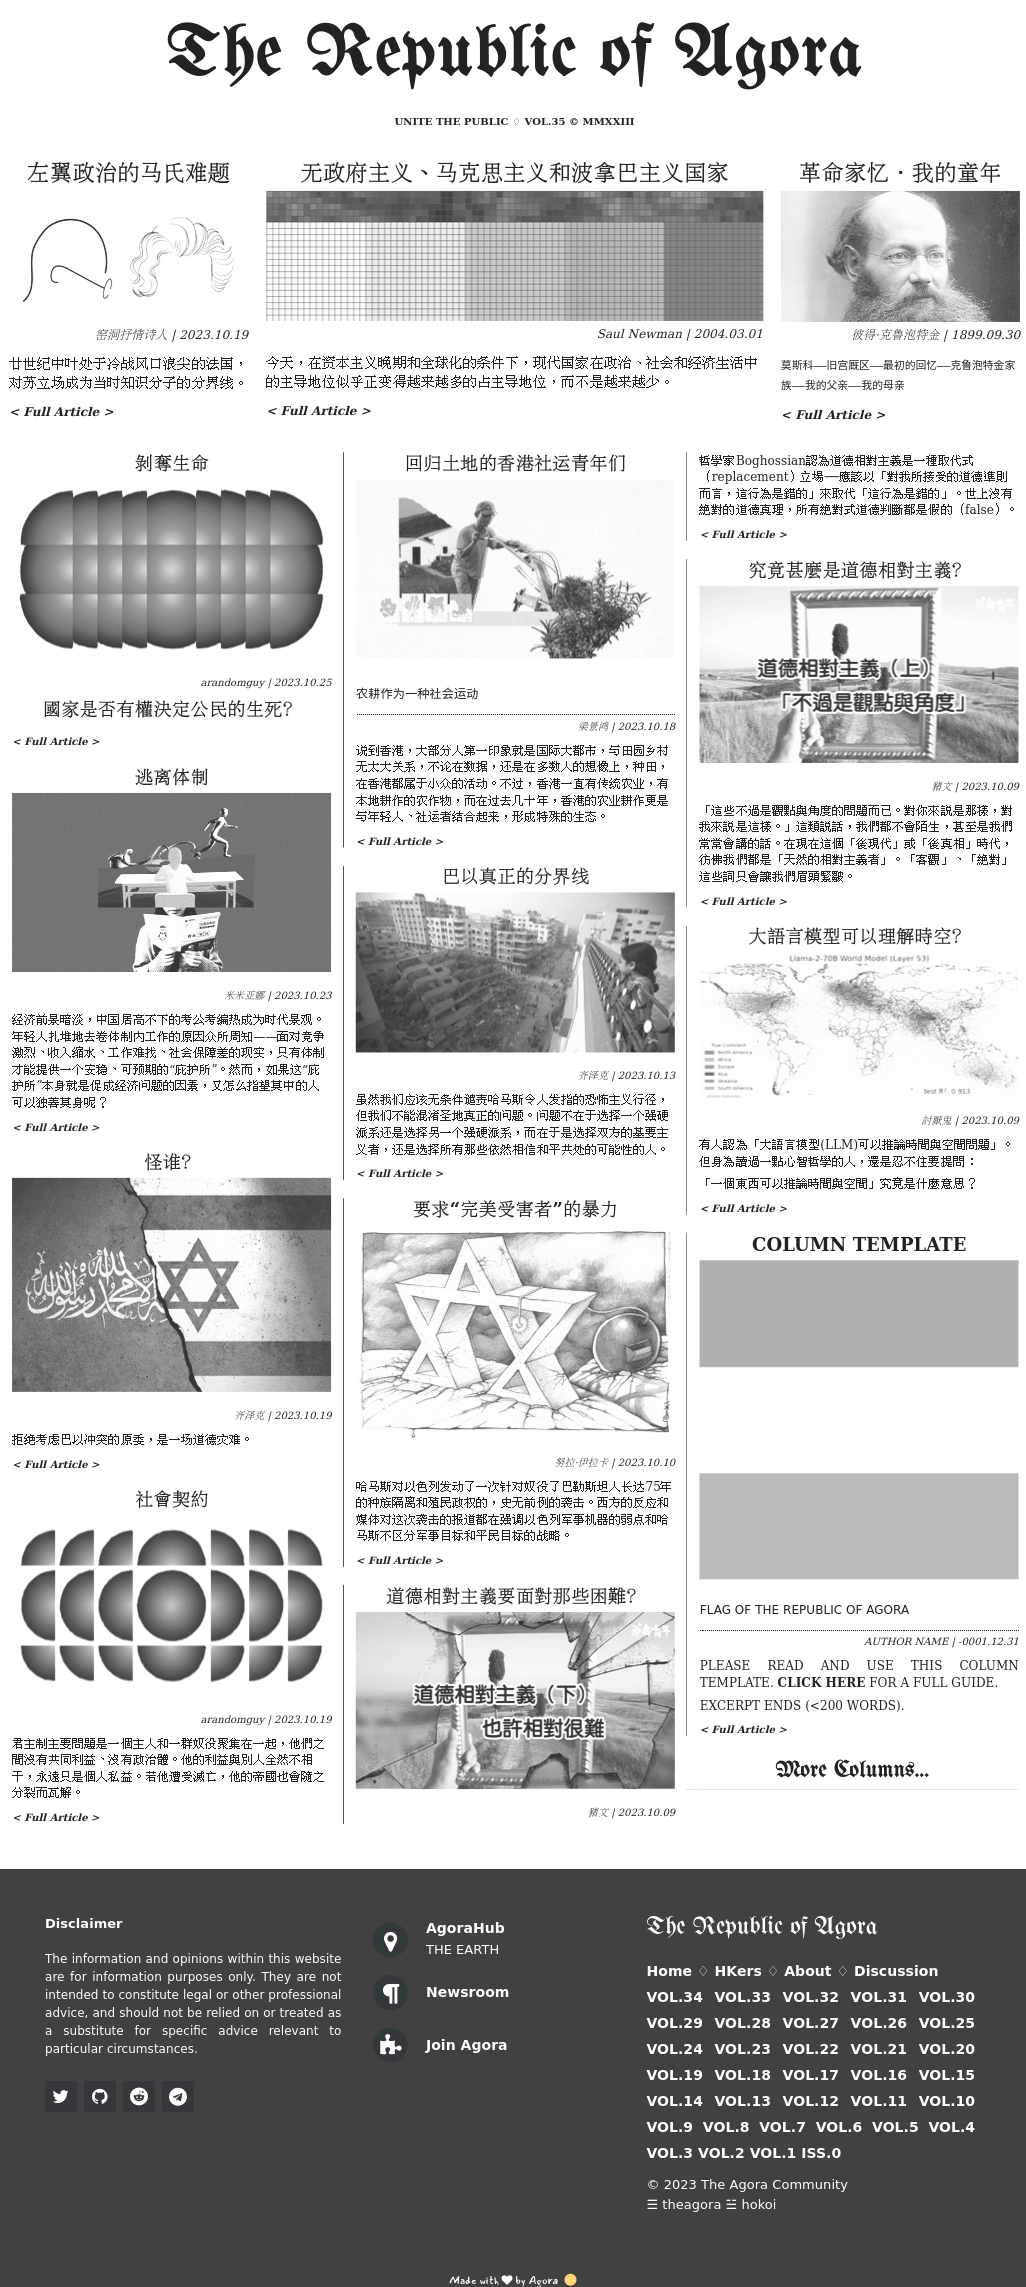 The Republic of Agora
UNITE THE PUBLIC ♢ VOL.35 © MMXXIII
左翼政治的马氏难题
窑洞抒情诗人 | 2023.10.19
廿世纪中叶处于冷战风口浪尖的法国，
对苏立场成为当时知识分子的分界线。
< Full Article >
无政府主义、马克思主义和波拿巴主义国家
Saul Newman | 2004.03.01
今天，在资本主义晚期和全球化的条件下，现代国家在政治、社会和经济生活中
的主导地位似乎正变得越来越多的占主导地位，而不是越来越少。
< Full Article >
革命家忆·我的童年
彼得·克鲁泡特金 | 1899.09.30
莫斯科──旧宫厩区──最初的回忆──克鲁泡特金家
族──我的父亲──我的母亲
< Full Article >
剝奪生命
arandomguy | 2023.10.25
國家是否有權決定公民的生死？
< Full Article >
逃离体制
米米亚娜 | 2023.10.23
经济前景暗淡，中国居高不下的考公考编热成为时代景观。
年轻人扎堆地去卷体制内工作的原因众所周知——面对竞争
激烈、收入缩水、工作难找、社会保障差的现实，只有体制
才能提供一个安稳、可预期的“庇护所”。然而，如果这“庇
护所”本身就是促成经济问题的因素，又怎么指望其中的人
可以独善其身呢？
< Full Article >
怪谁？
齐泽克 | 2023.10.19
拒绝考虑巴以冲突的原委，是一场道德灾难。
< Full Article >
社會契約
arandomguy | 2023.10.19
君主制主要問題是一個主人和一群奴役聚集在一起，他們之
間沒有共同利益、沒有政治體。他的利益與別人全然不相
干，永遠只是個人私益。若他遭受滅亡，他的帝國也會隨之
分裂而瓦解。
< Full Article >
回归土地的香港社运青年们
农耕作为一种社会运动
梁景鸿 | 2023.10.18
说到香港，大部分人第一印象就是国际大都市，与田园乡村
无太大关系，不论在数据，还是在多数人的想像上，种田，
在香港都属于小众的活动。不过，香港一直有传统农业，有
本地耕作的农作物，而在过去几十年，香港的农业耕作更是
与年轻人、社运者结合起来，形成特殊的生态。
< Full Article >
巴以真正的分界线
齐泽克 | 2023.10.13
虽然我们应该无条件谴责哈马斯令人发指的恐怖主义行径，
但我们不能混淆圣地真正的问题。问题不在于选择一个强硬
派系还是选择另一个强硬派系，而在于是选择双方的基要主
义者，还是选择所有那些依然相信和平共处的可能性的人。
< Full Article >
要求“完美受害者”的暴力
努拉·伊拉卡 | 2023.10.10
哈马斯对以色列发动了一次针对奴役了巴勒斯坦人长达75年
的种族隔离和殖民政权的，史无前例的袭击。西方的反应和
媒体对这次袭击的报道都在强调以色列军事机器的弱点和哈
马斯不区分军事目标和平民目标的战略。
< Full Article >
道德相對主義要面對那些困難？
道德相對主義（下）
也許相對很難
豬文 | 2023.10.09
哲學家Boghossian認為道德相對主義是一種取代式
（replacement）立場──應該以「對我所接受的道德準則
而言，這行為是錯的」來取代「這行為是錯的」。世上沒有
絕對的道德真理，所有絕對式道德判斷都是假的（false）。
< Full Article >
究竟甚麼是道德相對主義？
道德相對主義（上）
「不過是觀點與角度」
豬文 | 2023.10.09
「這些不過是觀點與角度的問題而已。對你來説是那樣，對
我來説是這樣。」這類説話，我們都不會陌生，甚至是我們
常常會講的話。在現在這個「後現代」或「後真相」時代，
彷彿我們都是「天然的相對主義者」。「客觀」、「絶對」
這些詞只會讓我們眉頭緊皺。
< Full Article >
大語言模型可以理解時空？
Llama-2-70B World Model (Layer 53)
True Continent
North America
Africa
Europe
Asia
Oceania
South America
test R²: 0.913
討厭鬼 | 2023.10.09
有人認為「大語言模型(LLM)可以推論時間與空間問題」。
但身為讀過一點心智哲學的人，還是忍不住要提問：
「一個東西可以推論時間與空間」究竟是什麼意思？
< Full Article >
COLUMN TEMPLATE
FLAG OF THE REPUBLIC OF AGORA
AUTHOR NAME | -0001.12.31
PLEASE READ AND USE THIS COLUMN
TEMPLATE. CLICK HERE FOR A FULL GUIDE.
EXCERPT ENDS (<200 WORDS).
< Full Article >
More Columns...
Disclaimer
The information and opinions within this website
are for information purposes only. They are not
intended to constitute legal or other professional
advice, and should not be relied on or treated as
a substitute for specific advice relevant to
particular circumstances.
AgoraHub
THE EARTH
Newsroom
Join Agora
The Republic of Agora
Home ♢ HKers ♢ About ♢ Discussion
VOL.34 VOL.33 VOL.32 VOL.31 VOL.30
VOL.29 VOL.28 VOL.27 VOL.26 VOL.25
VOL.24 VOL.23 VOL.22 VOL.21 VOL.20
VOL.19 VOL.18 VOL.17 VOL.16 VOL.15
VOL.14 VOL.13 VOL.12 VOL.11 VOL.10
VOL.9 VOL.8 VOL.7 VOL.6 VOL.5 VOL.4
VOL.3 VOL.2 VOL.1 ISS.0
© 2023 The Agora Community
☰ theagora ☱ hokoi
Made with ❤ by Agora